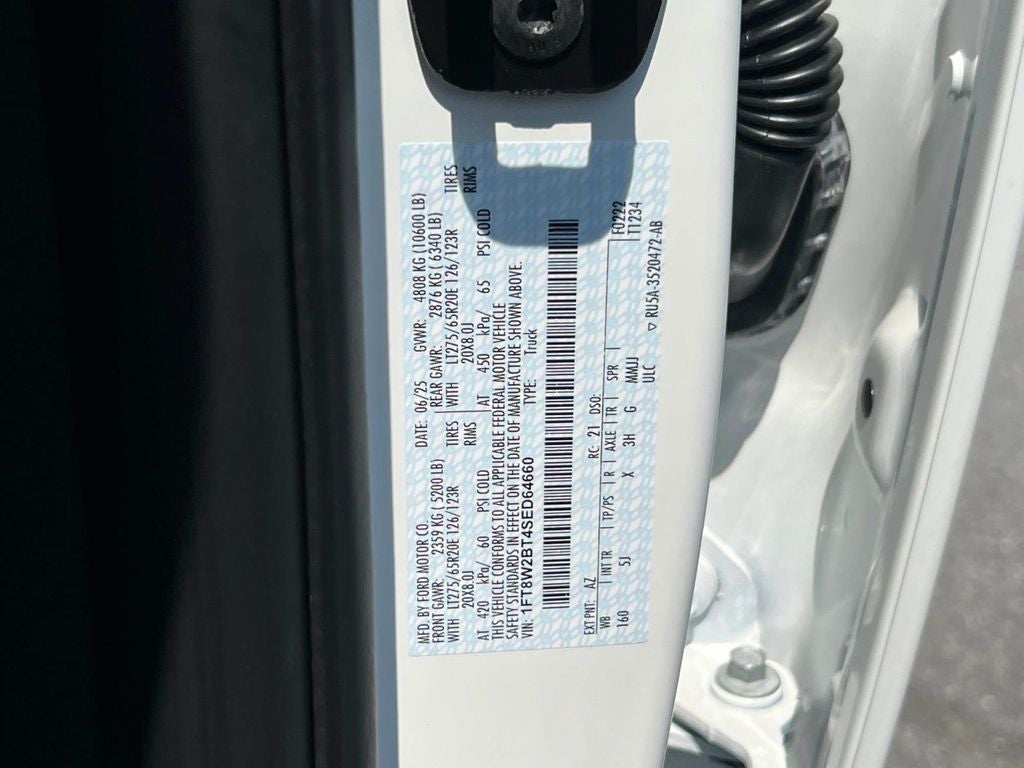 MFD. BY FORD MOTOR CO.
DATE: 06/25 GVWR: 4808 KG (10600 LB)
FRONT GAWR: 2359 KG ( 5200 LB) REAR GAWR: 2876 KG ( 6340 LB)
WITH LT275/65R20E 126/123R TIRES WITH LT275/65R20E 126/123R TIRES
20X8.0J RIMS 20X8.0J RIMS
AT 420 kPa/ 60 PSI COLD AT 450 kPa/ 65 PSI COLD
THIS VEHICLE CONFORMS TO ALL APPLICABLE FEDERAL MOTOR VEHICLE
SAFETY STANDARDS IN EFFECT ON THE DATE OF MANUFACTURE SHOWN ABOVE.
VIN: 1FT8W2BT4SED64660 TYPE: Truck
F0222
T1234
EXT PNT: AZ RC: 21 DSO:
WB INT TR TP/PS R AXLE TR SPR
160 5J X 3H G MMJJ
ULC ▽ RU5A-3520472-AB